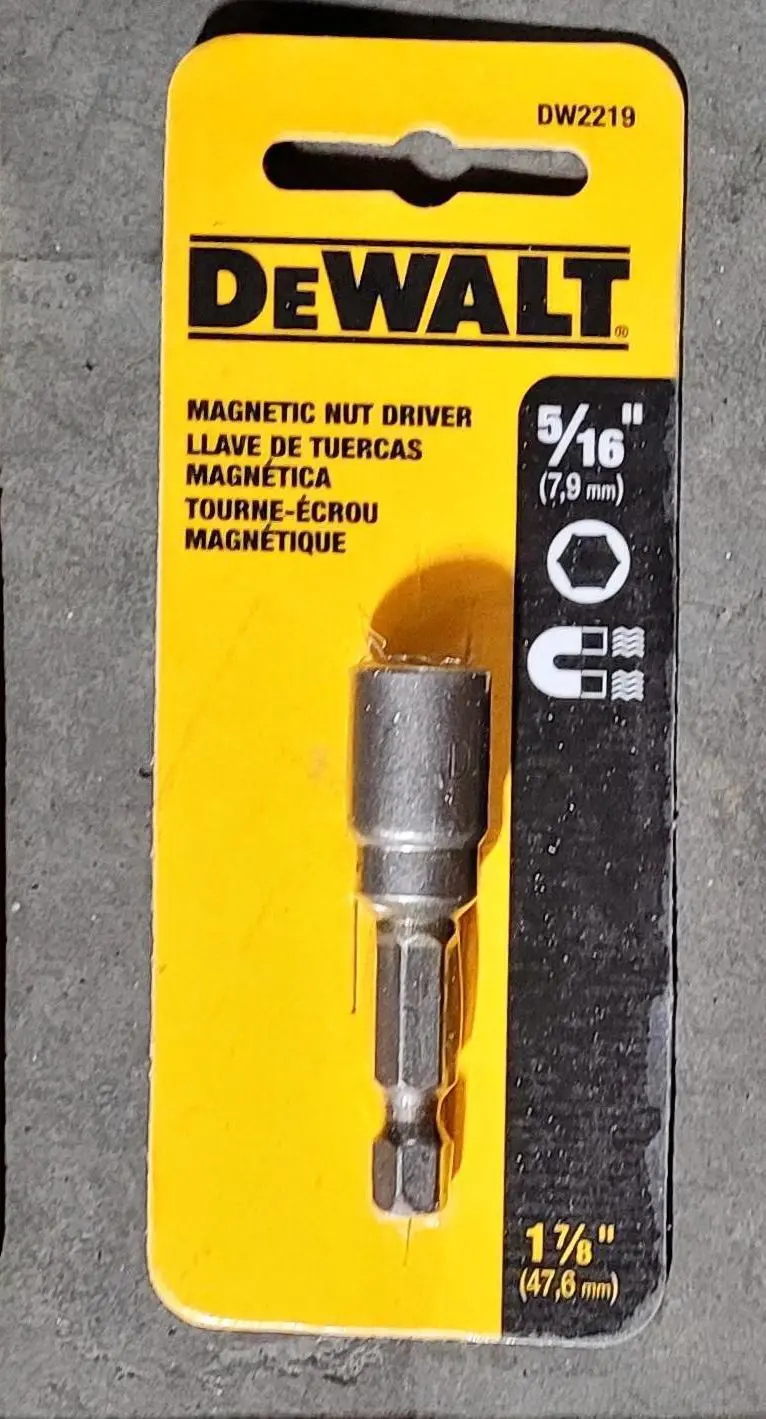 DW2219
DEWALT®
MAGNETIC NUT DRIVER
LLAVE DE TUERCAS
MAGNÉTICA
TOURNE-ÉCROU
MAGNÉTIQUE
5/16"
(7,9 mm)
D
1 7/8"
(47,6 mm)